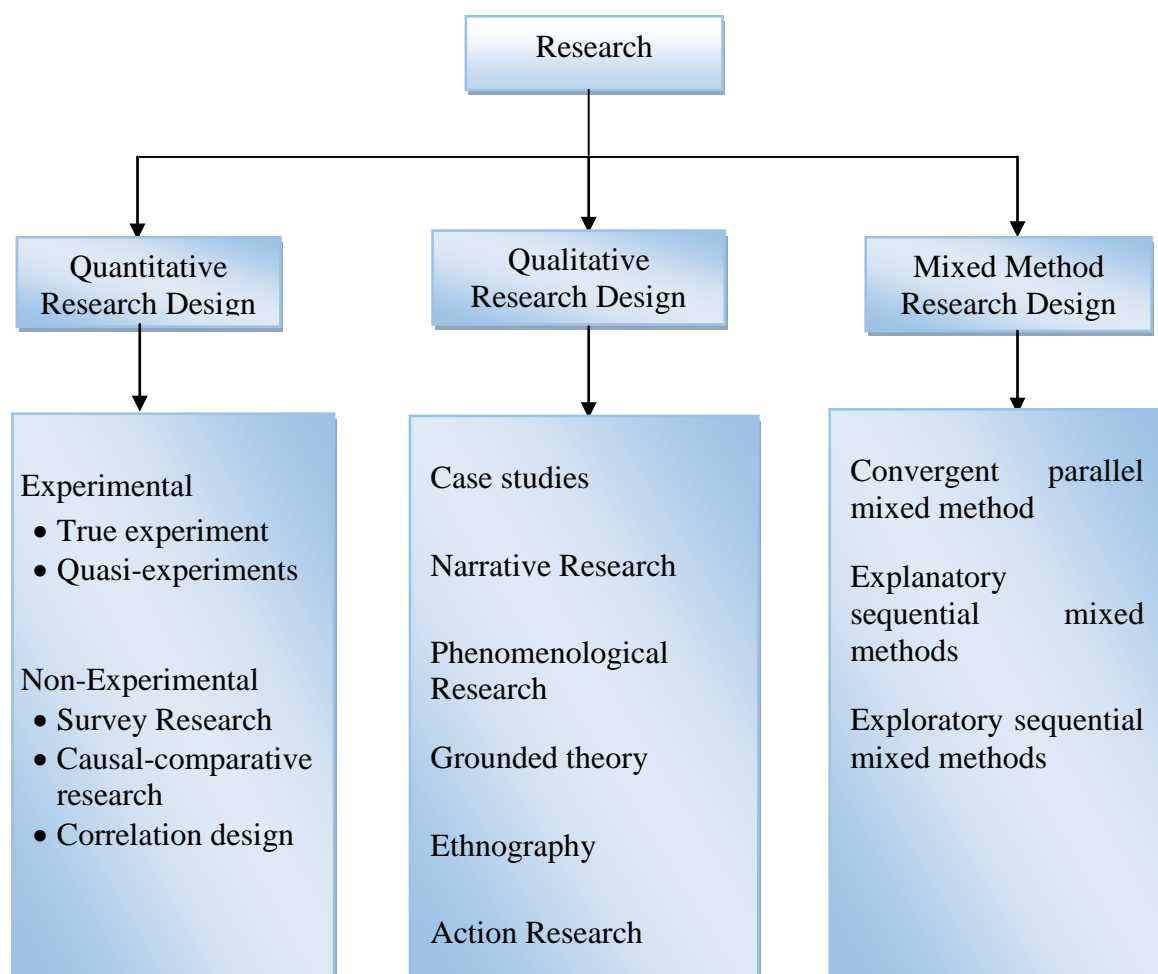 Research
Quantitative
Research Design
Qualitative
Research Design
Mixed Method
Research Design
Experimental
• True experiment
• Quasi-experiments
Non-Experimental
• Survey Research
• Causal-comparative
research
• Correlation design
Case studies
Narrative Research
Phenomenological
Research
Grounded theory
Ethnography
Action Research
Convergent parallel
mixed method
Explanatory
sequential mixed
methods
Exploratory sequential
mixed methods